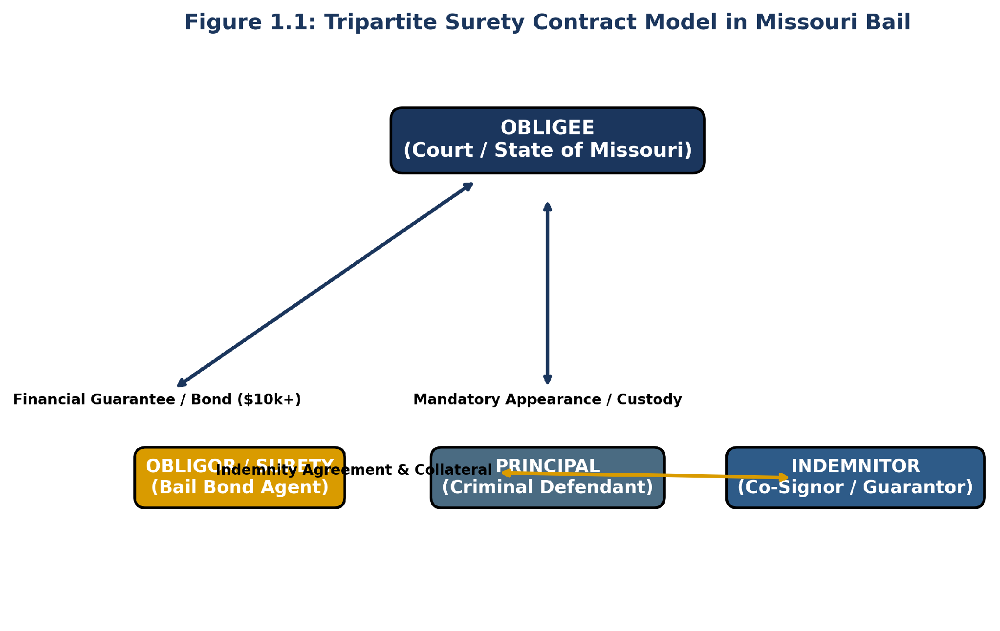 Figure 1.1: Tripartite Surety Contract Model in Missouri Bail
OBLIGEE
(Court / State of Missouri)
Financial Guarantee / Bond ($10k+)
Mandatory Appearance / Custody
OBLIGOR / SURETY
(Bail Bond Agent)
Indemnity Agreement & Collateral
PRINCIPAL
(Criminal Defendant)
INDEMNITOR
(Co-Signor / Guarantor)